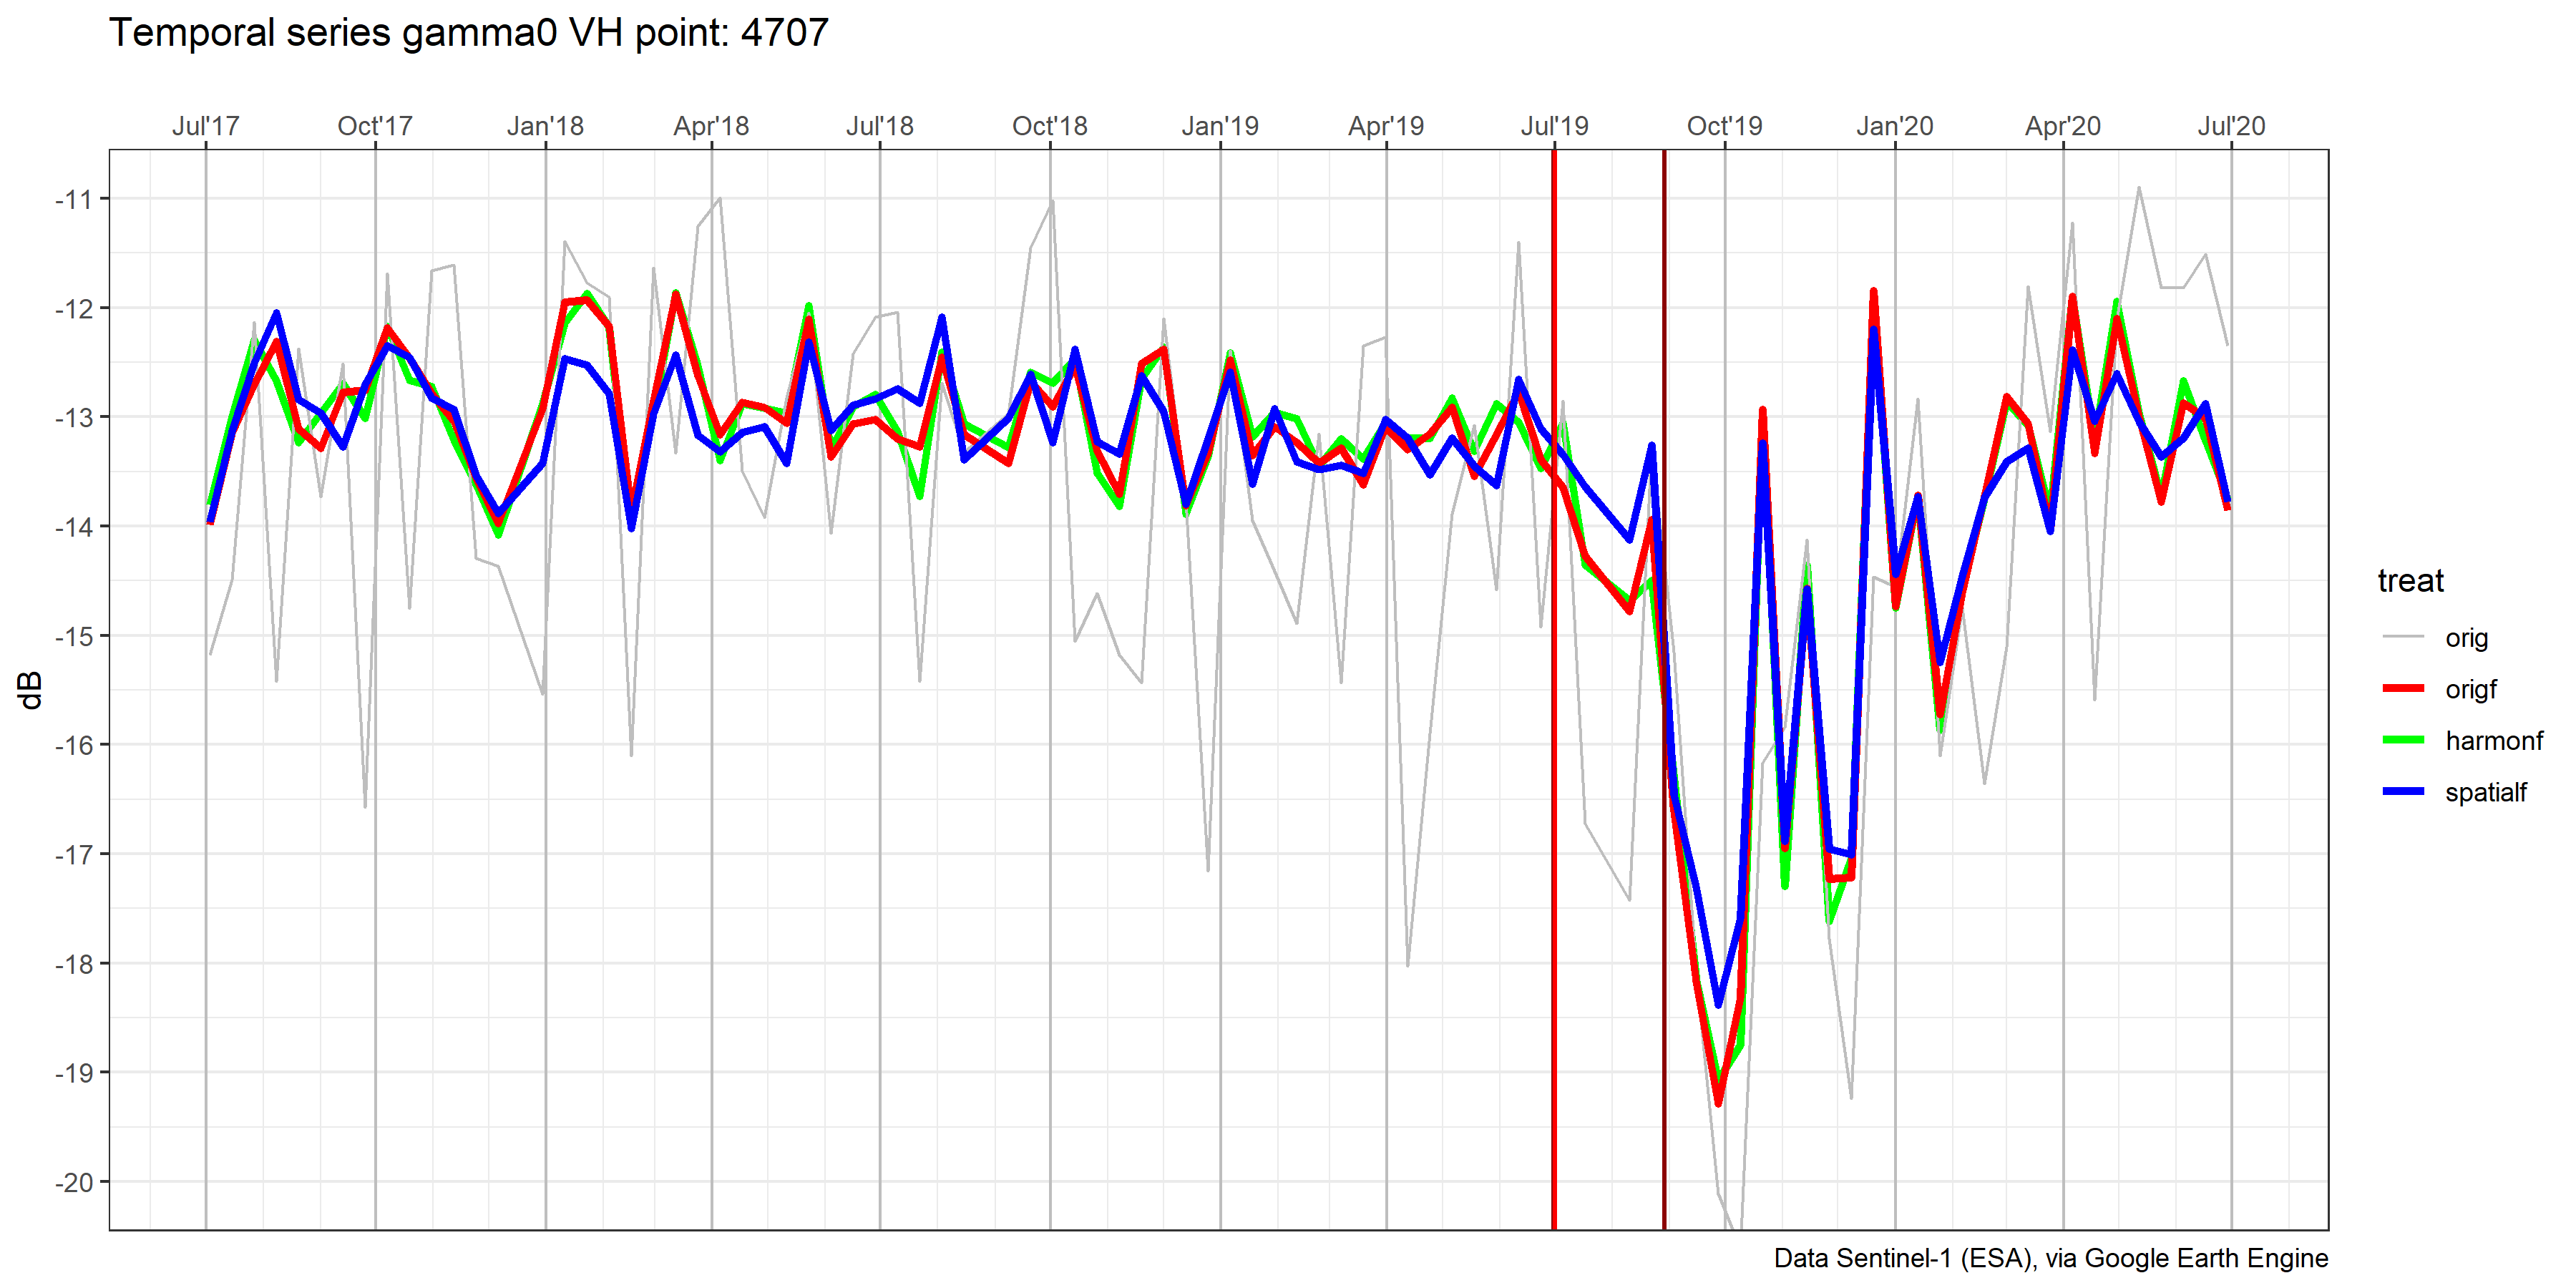 Temporal series gamma0 VH point: 4707
Jul'17 Oct'17 Jan'18 Apr'18 Jul'18 Oct'18 Jan'19 Apr'19 Jul'19 Oct'19 Jan'20 Apr'20 Jul'20
-11
-12
-13
-14
-15
-16
-17
-18
-19
-20
dB
treat
orig
origf
harmonf
spatialf
Data Sentinel-1 (ESA), via Google Earth Engine